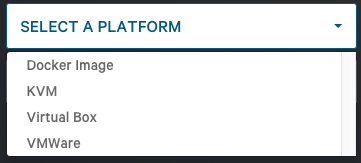 SELECT A PLATFORM
Docker Image
KVM
Virtual Box
VMWare